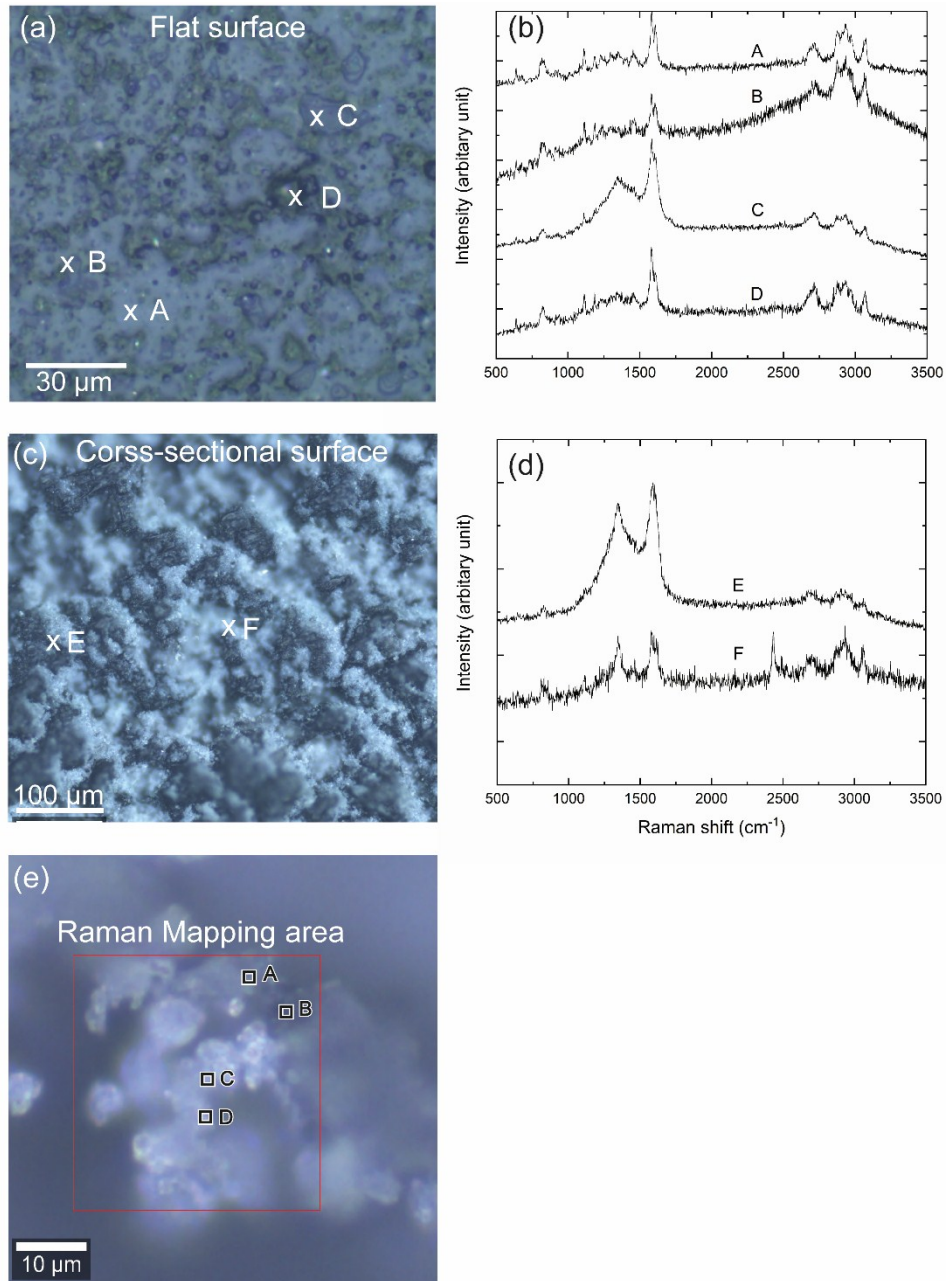 (a) Flat surface
x C
x D
x B
x A
30 µm
(b)
A
B
C
D
Intensity (arbitary unit)
500 1000 1500 2000 2500 3000 3500
(c) Corss-sectional surface
x E
x F
100 µm
(d)
E
F
Intensity (arbitary unit)
500 1000 1500 2000 2500 3000 3500
Raman shift (cm⁻¹)
(e)
Raman Mapping area
A
B
C
D
10 µm